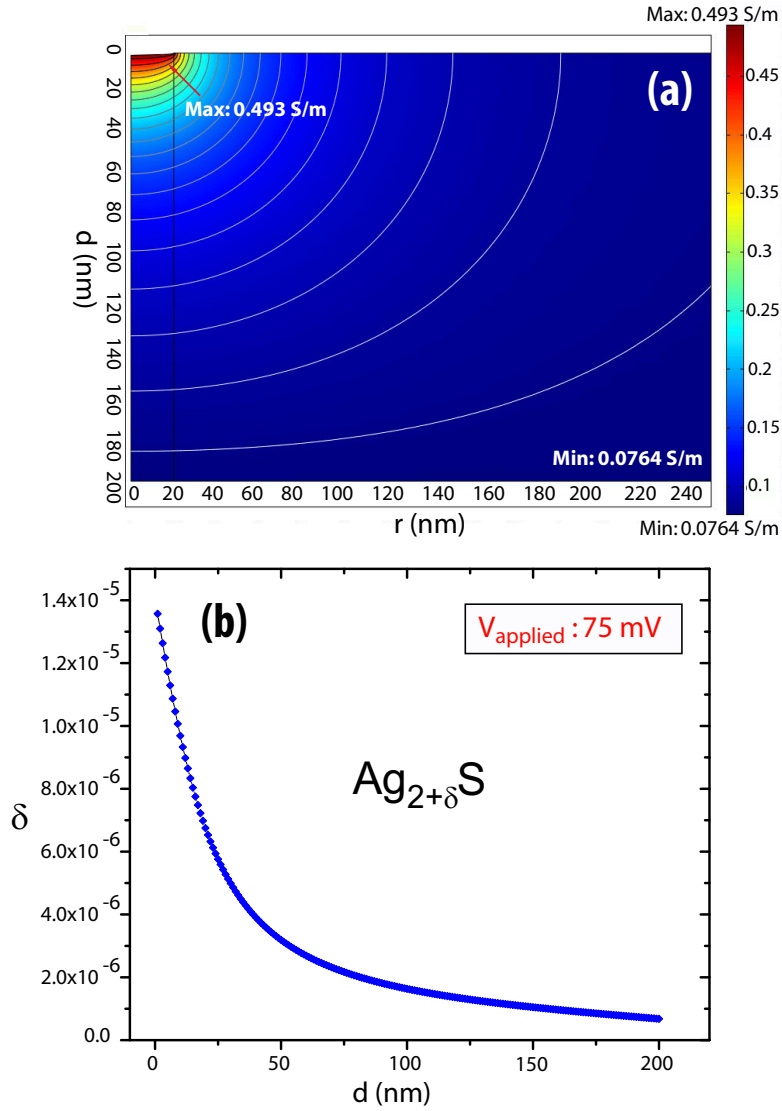 Max: 0.493 S/m
(a)
Max: 0.493 S/m
Min: 0.0764 S/m
0
20
40
60
80
100
120
140
160
180
200
d (nm)
0 20 40 60 80 100 120 140 160 180 200 220 240
r (nm)
0.45
0.4
0.35
0.3
0.25
0.2
0.15
0.1
Min: 0.0764 S/m
(b)
V applied : 75 mV
Ag2+δS
1.4x10 -5
1.2x10 -5
1.0x10 -5
8.0x10 -6
6.0x10 -6
4.0x10 -6
2.0x10 -6
0.0
δ
0 50 100 150 200
d (nm)